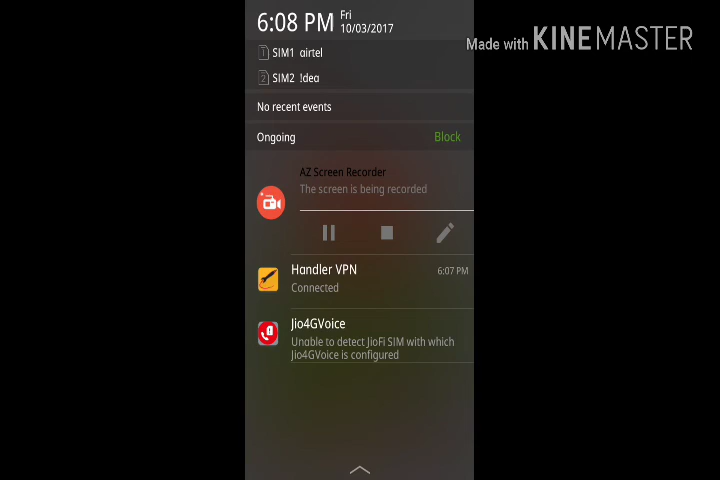 6:08 PM Fri
10/03/2017
Made with KINEMASTER
1 SIM1 airtel
2 SIM2 !dea
No recent events
Ongoing Block
AZ Screen Recorder
The screen is being recorded
Handler VPN 6:07 PM
Connected
Jio4GVoice
Unable to detect JioFi SIM with which
Jio4GVoice is configured